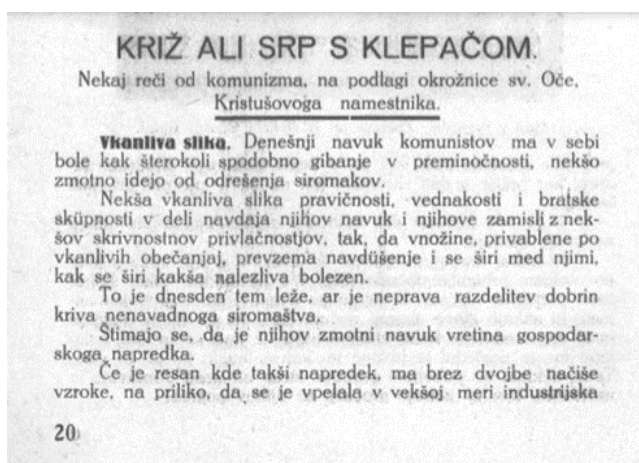 KRIŽ ALI SRP S KLEPAČOM.
Nekaj reči od komunizma, na podlagi okrožnice sv. Oče,
Kristušovoga namestnika.
Vkanliva slika. Denešnji navuk komunistov ma v sebi
bole kak šterokoli spodobno gibanje v preminočnosti, nekšo
zmotno idejo od odrešenja siromakov.
Nekša vkanliva slika pravičnosti, vednakosti i bratske
sküpnosti v deli navdaja njihov navuk i njihove zamisli z nek-
šov skrivnostnov privlačnostjov, tak, da vnožine, privablene po
vkanlivih obečanjaj, prevzema navdüšenje i se širi med njimi,
kak se širi kakša nalezliva bolezen.
To je dnesden tem leže, ar je neprava razdelitev dobrin
kriva nenavadnoga siromaštva.
Štimajo se, da je njihov zmotni navuk vretina gospodar-
skoga napredka.
Če je resan kde takši napredek, ma brez dvojbe načiše
vzroke, na priliko, da se je vpelala v vekšoj meri industrijska
20